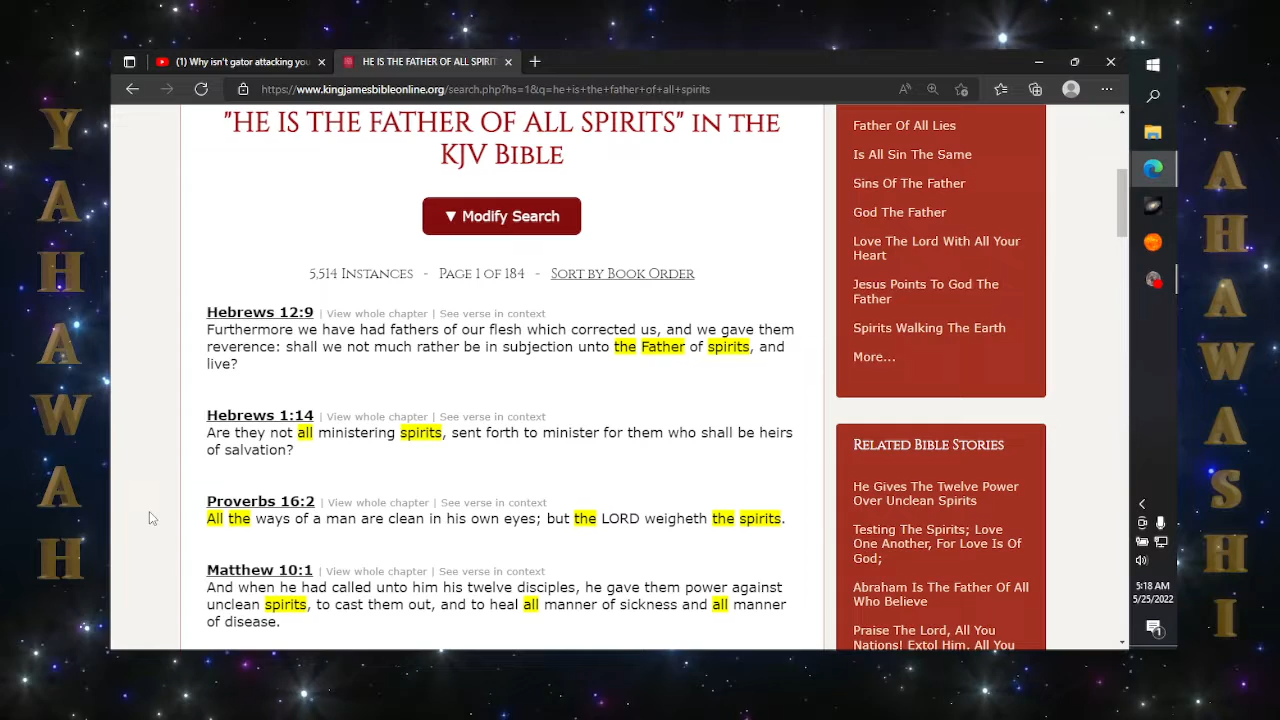 YAHAWAH
(1) Why isn't gator attacking you
HE IS THE FATHER OF ALL SPIRIT
https://www.kingjamesbibleonline.org/search.php?hs=1&q=he+is+the+father+of+all+spirits
"HE IS THE FATHER OF ALL SPIRITS" IN THE
KJV BIBLE
▼ Modify Search
5,514 INSTANCES - PAGE 1 OF 184 - SORT BY BOOK ORDER
Hebrews 12:9 | View whole chapter | See verse in context
Furthermore we have had fathers of our flesh which corrected us, and we gave them
reverence: shall we not much rather be in subjection unto the Father of spirits, and
live?
Hebrews 1:14 | View whole chapter | See verse in context
Are they not all ministering spirits, sent forth to minister for them who shall be heirs
of salvation?
Proverbs 16:2 | View whole chapter | See verse in context
All the ways of a man are clean in his own eyes; but the LORD weigheth the spirits.
Matthew 10:1 | View whole chapter | See verse in context
And when he had called unto him his twelve disciples, he gave them power against
unclean spirits, to cast them out, and to heal all manner of sickness and all manner
of disease.
Father Of All Lies
Is All Sin The Same
Sins Of The Father
God The Father
Love The Lord With All Your
Heart
Jesus Points To God The
Father
Spirits Walking The Earth
More...
RELATED BIBLE STORIES
He Gives The Twelve Power
Over Unclean Spirits
Testing The Spirits; Love
One Another, For Love Is Of
God;
Abraham Is The Father Of All
Who Believe
Praise The Lord, All You
Nations! Extol Him, All You
5:18 AM
5/25/2022
1
YAHAWASHI